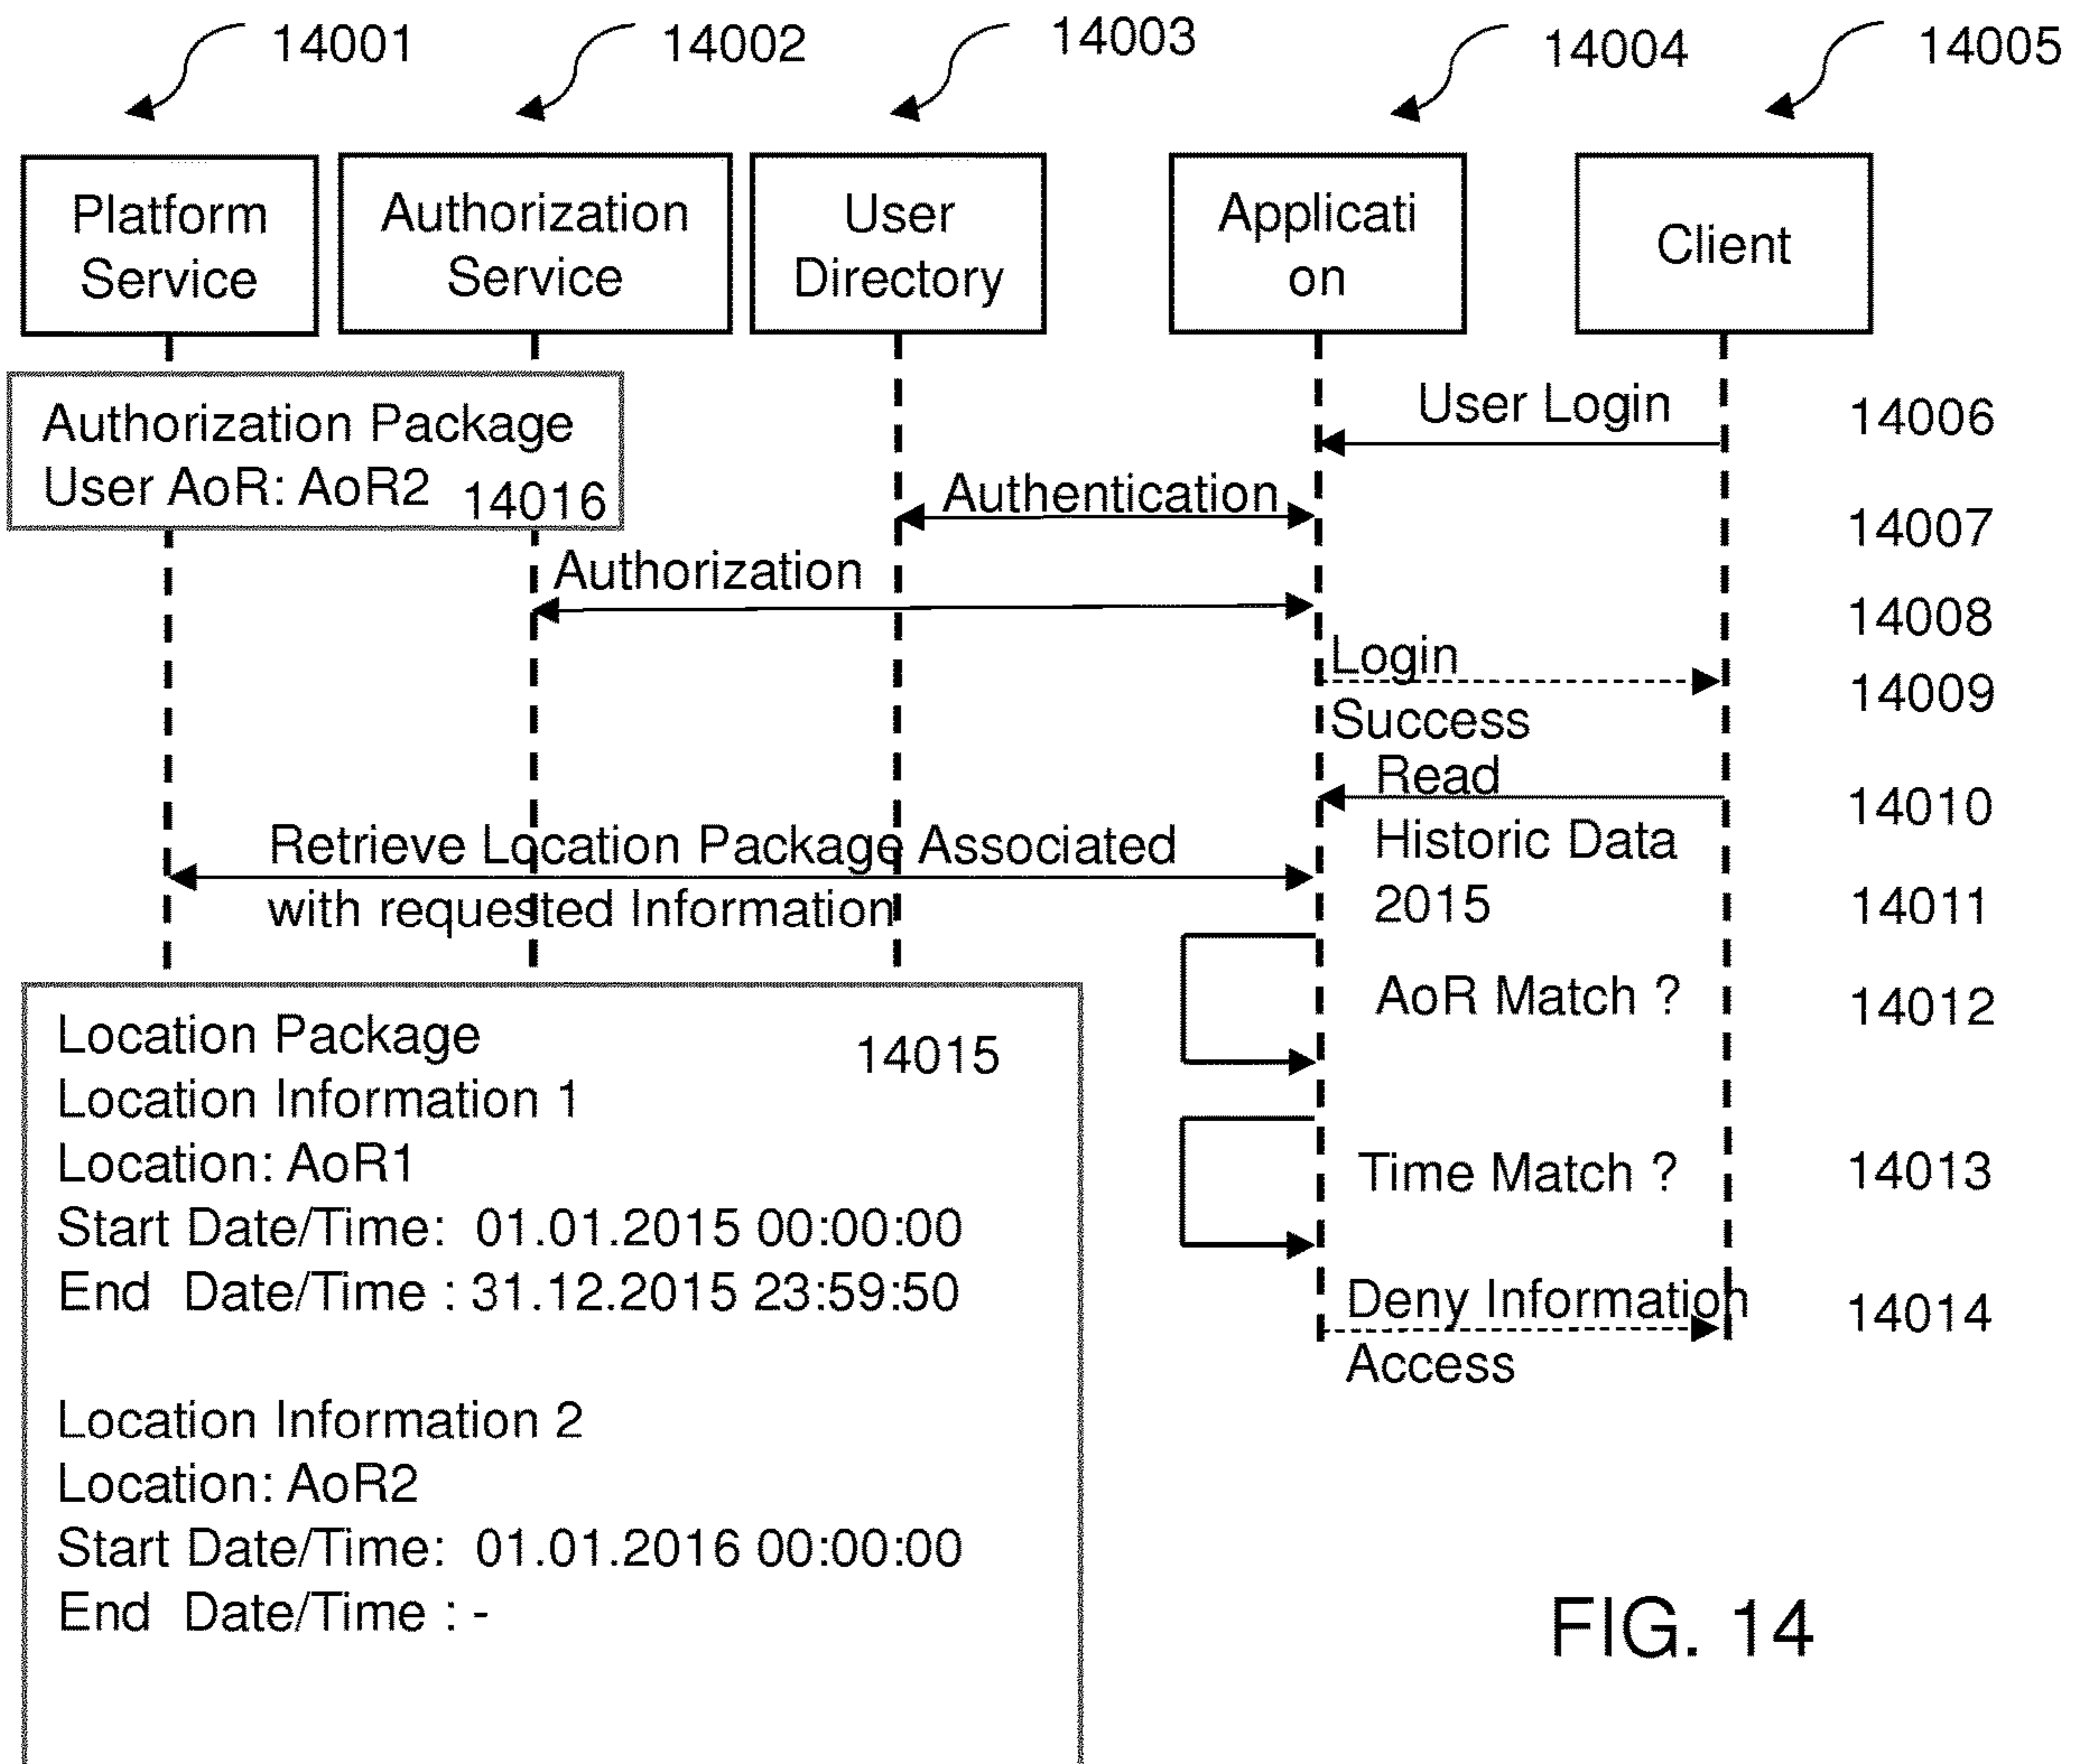 14001
14002
14003
14004
14005
Platform
Service
Authorization
Service
User
Directory
Applicati
on
Client
Authorization Package
User AoR: AoR2
14016
User Login
14006
Authentication
14007
Authorization
14008
Login
Success
14009
Read
Historic Data
2015
14010
Retrieve Location Package Associated
with requested Information
14011
AoR Match ?
14012
Time Match ?
14013
Deny Information
Access
14014
Location Package
14015
Location Information 1
Location: AoR1
Start Date/Time: 01.01.2015 00:00:00
End Date/Time : 31.12.2015 23:59:50
Location Information 2
Location: AoR2
Start Date/Time: 01.01.2016 00:00:00
End Date/Time : -
FIG. 14